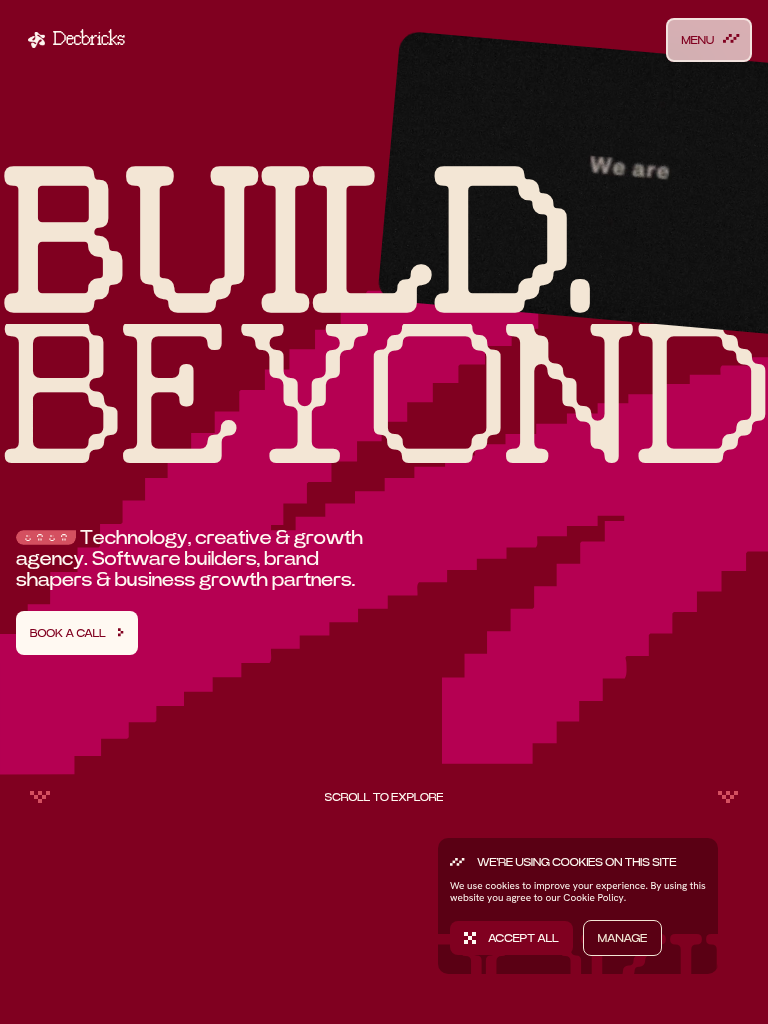 Decbricks
MENU
We are
BUILD.
BEYOND
Technology, creative & growth
agency. Software builders, brand
shapers & business growth partners.
BOOK A CALL
SCROLL TO EXPLORE
WE'RE USING COOKIES ON THIS SITE
We use cookies to improve your experience. By using this
website you agree to our Cookie Policy.
ACCEPT ALL
MANAGE